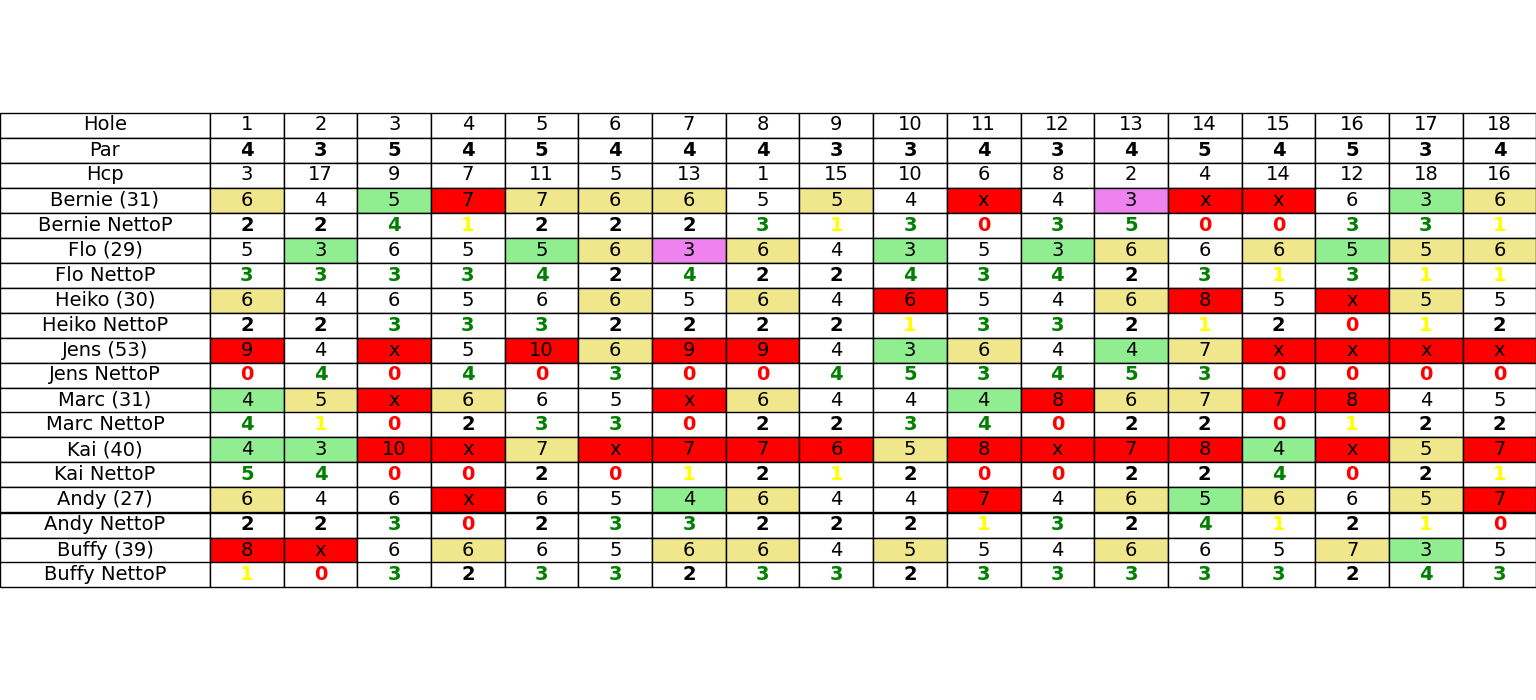 Hole 1 2 3 4 5 6 7 8 9 10 11 12 13 14 15 16 17 18
Par 4 3 5 4 5 4 4 4 3 3 4 3 4 5 4 5 3 4
Hcp 3 17 9 7 11 5 13 1 15 10 6 8 2 4 14 12 18 16
Bernie (31) 6 4 5 7 7 6 6 5 5 4 x 4 3 x x 6 3 6
Bernie NettoP 2 2 4 1 2 2 2 3 1 3 0 3 5 0 0 3 3 1
Flo (29) 5 3 6 5 5 6 3 6 4 3 5 3 6 6 6 5 5 6
Flo NettoP 3 3 3 3 4 2 4 2 2 4 3 4 2 3 1 3 1 1
Heiko (30) 6 4 6 5 6 6 5 6 4 6 5 4 6 8 5 x 5 5
Heiko NettoP 2 2 3 3 3 2 2 2 2 1 3 3 2 1 2 0 1 2
Jens (53) 9 4 x 5 10 6 9 9 4 3 6 4 4 7 x x x x
Jens NettoP 0 4 0 4 0 3 0 0 4 5 3 4 5 3 0 0 0 0
Marc (31) 4 5 x 6 6 5 x 6 4 4 4 8 6 7 7 8 4 5
Marc NettoP 4 1 0 2 3 3 0 2 2 3 4 0 2 2 0 1 2 2
Kai (40) 4 3 10 x 7 x 7 7 6 5 8 x 7 8 4 x 5 7
Kai NettoP 5 4 0 0 2 0 1 2 1 2 0 0 2 2 4 0 2 1
Andy (27) 6 4 6 x 6 5 4 6 4 4 7 4 6 5 6 6 5 7
Andy NettoP 2 2 3 0 2 3 3 2 2 2 1 3 2 4 1 2 1 0
Buffy (39) 8 x 6 6 6 5 6 6 4 5 5 4 6 6 5 7 3 5
Buffy NettoP 1 0 3 2 3 3 2 3 3 2 3 3 3 3 3 2 4 3